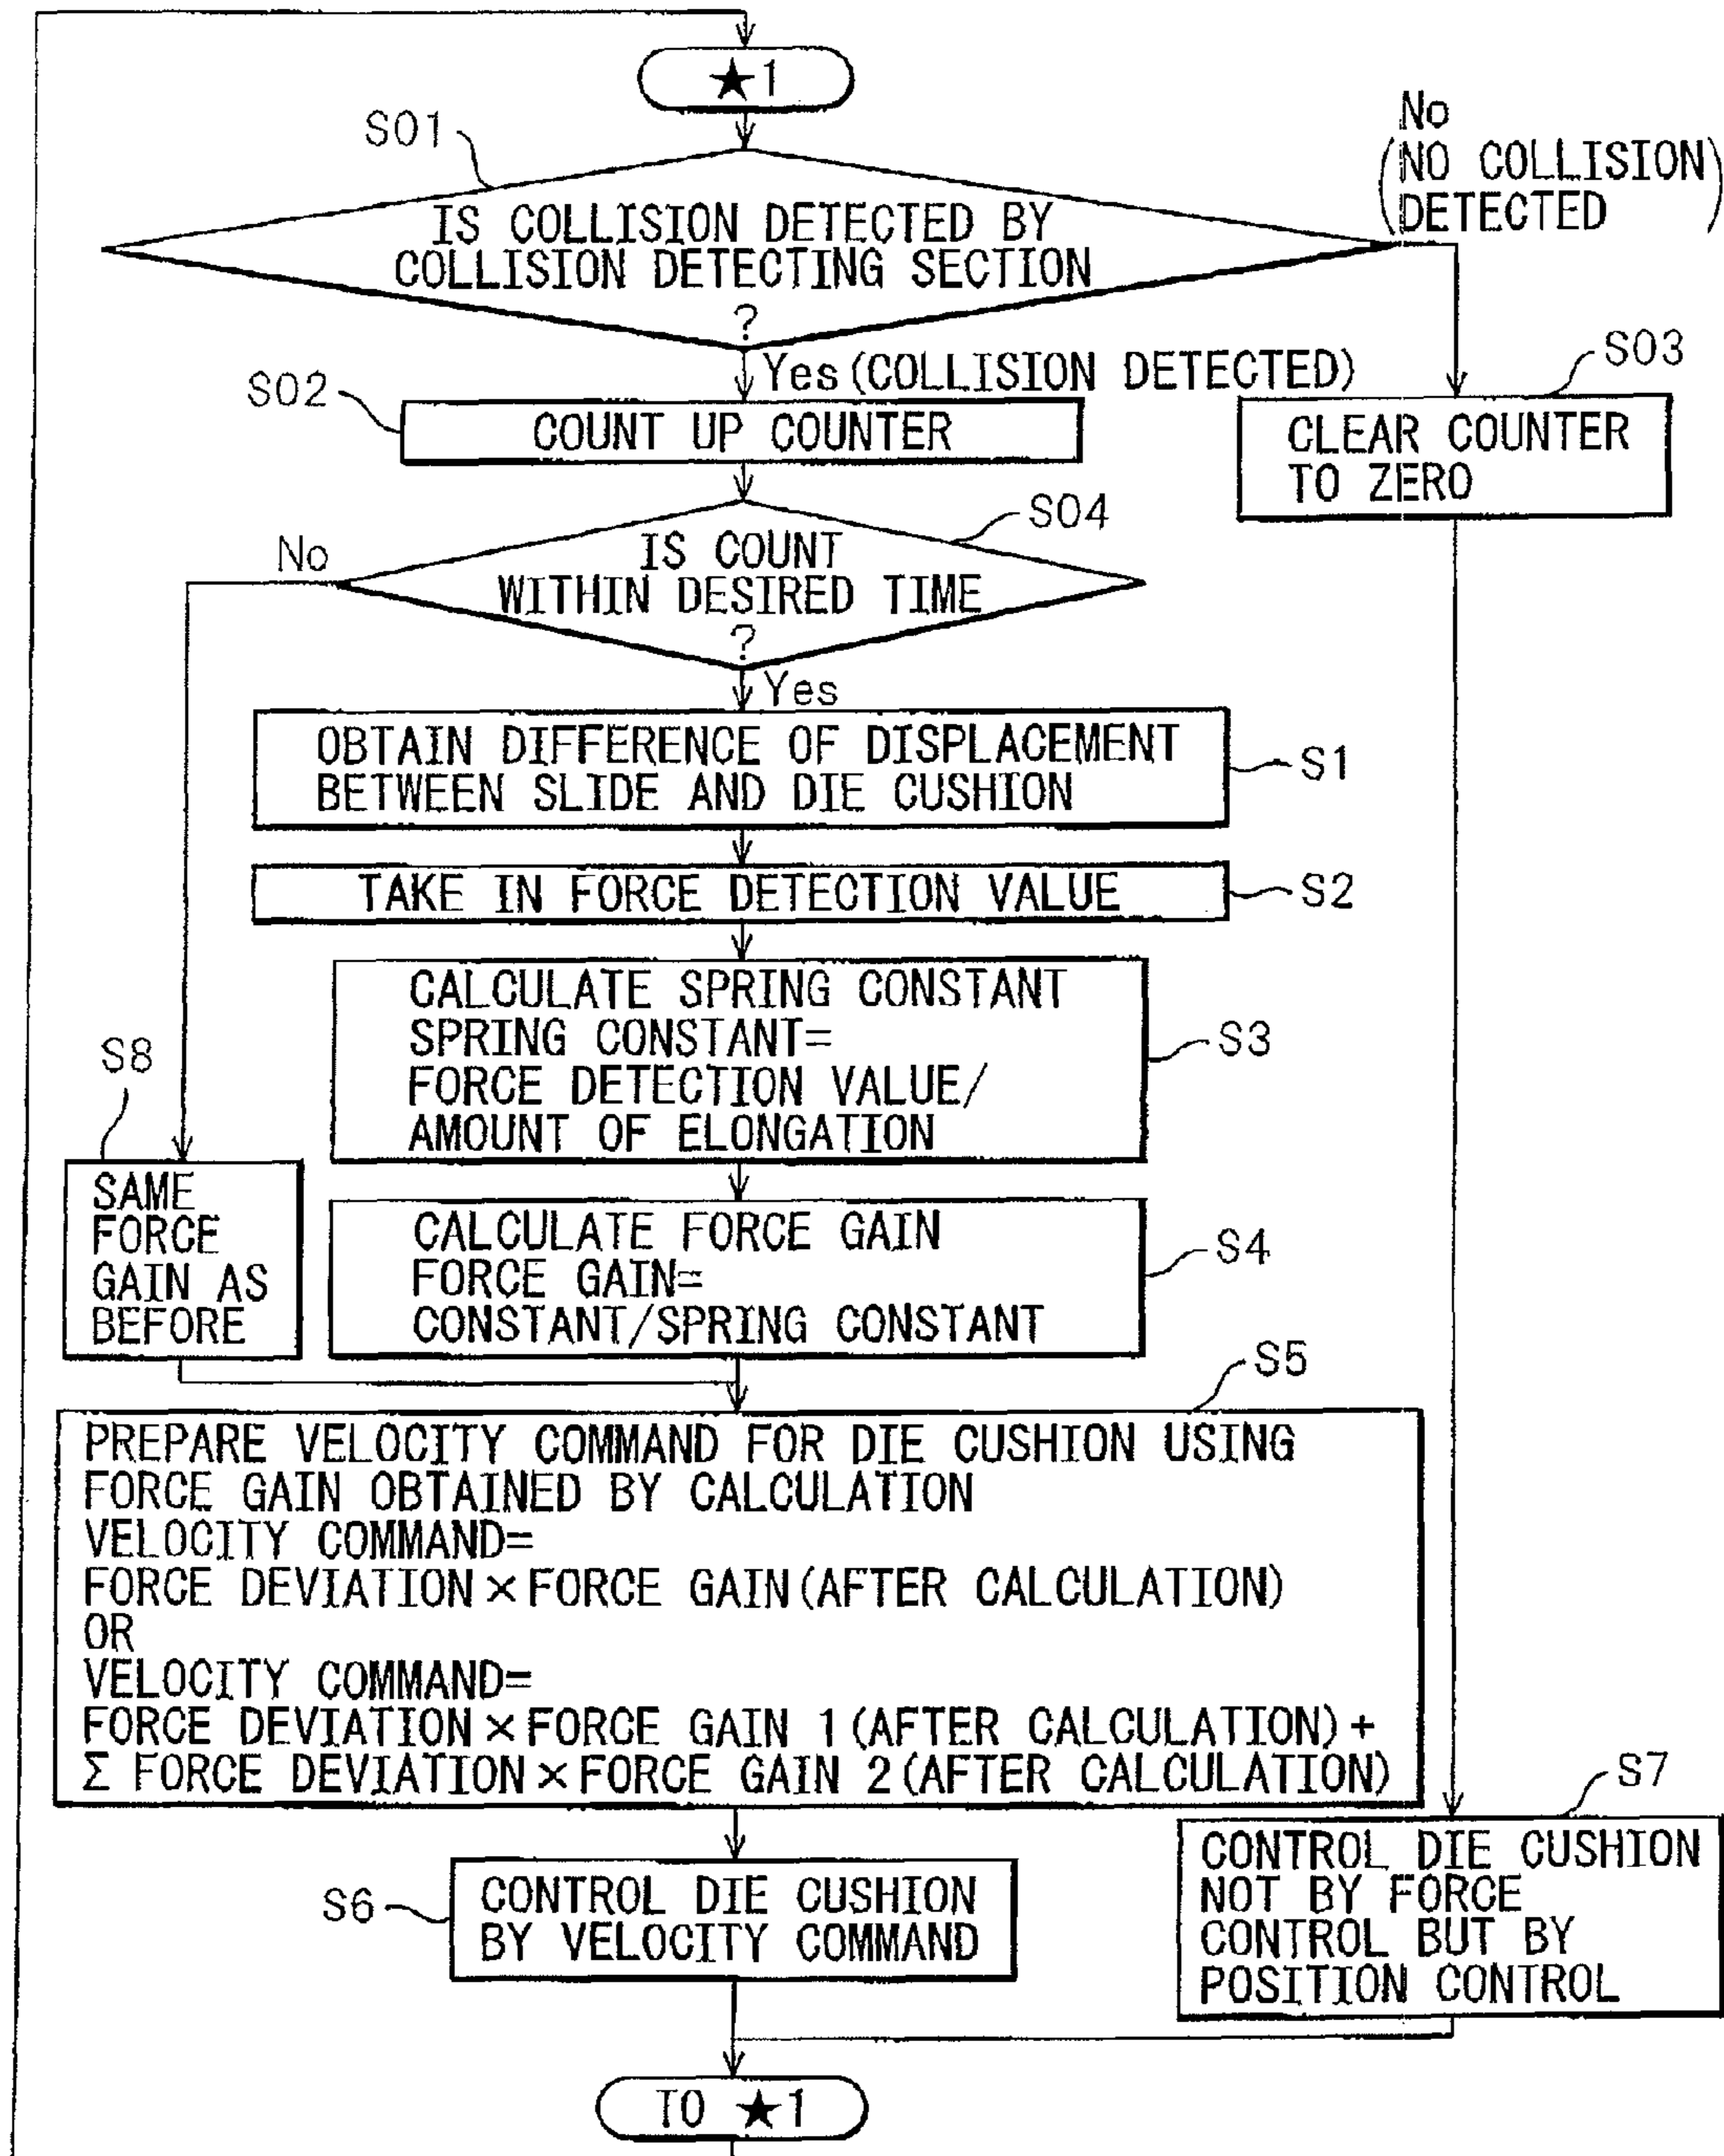 ★1
S01
No
(NO COLLISION
DETECTED)
IS COLLISION DETECTED BY
COLLISION DETECTING SECTION
?
Yes (COLLISION DETECTED)
S02
COUNT UP COUNTER
S03
CLEAR COUNTER
TO ZERO
S04
No
IS COUNT
WITHIN DESIRED TIME
?
Yes
OBTAIN DIFFERENCE OF DISPLACEMENT
BETWEEN SLIDE AND DIE CUSHION
S1
TAKE IN FORCE DETECTION VALUE
S2
CALCULATE SPRING CONSTANT
SPRING CONSTANT=
FORCE DETECTION VALUE/
AMOUNT OF ELONGATION
S3
S8
SAME
FORCE
GAIN AS
BEFORE
CALCULATE FORCE GAIN
FORCE GAIN=
CONSTANT/SPRING CONSTANT
S4
S5
PREPARE VELOCITY COMMAND FOR DIE CUSHION USING
FORCE GAIN OBTAINED BY CALCULATION
VELOCITY COMMAND=
FORCE DEVIATION × FORCE GAIN (AFTER CALCULATION)
OR
VELOCITY COMMAND=
FORCE DEVIATION × FORCE GAIN 1 (AFTER CALCULATION) +
Σ FORCE DEVIATION × FORCE GAIN 2 (AFTER CALCULATION)
S6
CONTROL DIE CUSHION
BY VELOCITY COMMAND
S7
CONTROL DIE CUSHION
NOT BY FORCE
CONTROL BUT BY
POSITION CONTROL
TO ★1